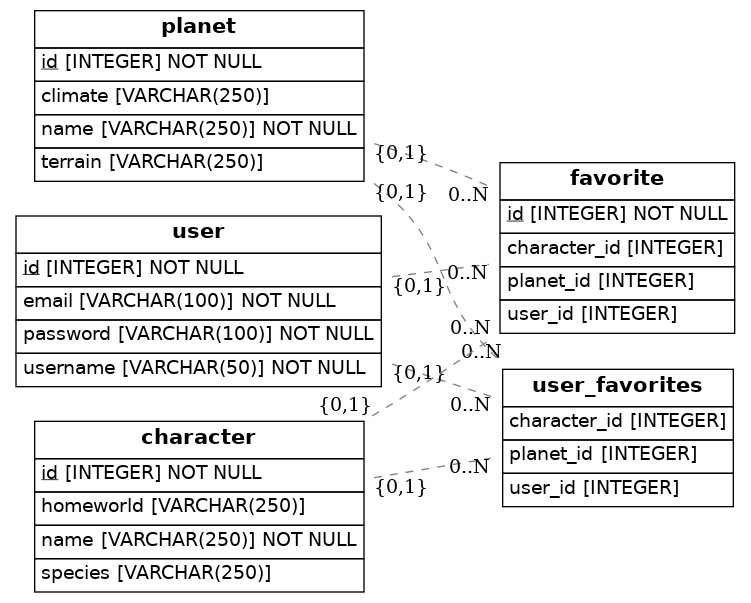 planet
id [INTEGER] NOT NULL
climate [VARCHAR(250)]
name [VARCHAR(250)] NOT NULL
terrain [VARCHAR(250)]
{0,1}
0..N
{0,1}
favorite
id [INTEGER] NOT NULL
character_id [INTEGER]
planet_id [INTEGER]
user_id [INTEGER]
user
id [INTEGER] NOT NULL
email [VARCHAR(100)] NOT NULL
password [VARCHAR(100)] NOT NULL
username [VARCHAR(50)] NOT NULL
0..N
{0,1}
0..N
0..N
{0,1}
{0,1}
0..N
user_favorites
character_id [INTEGER]
planet_id [INTEGER]
user_id [INTEGER]
character
id [INTEGER] NOT NULL
homeworld [VARCHAR(250)]
name [VARCHAR(250)] NOT NULL
species [VARCHAR(250)]
0..N
{0,1}